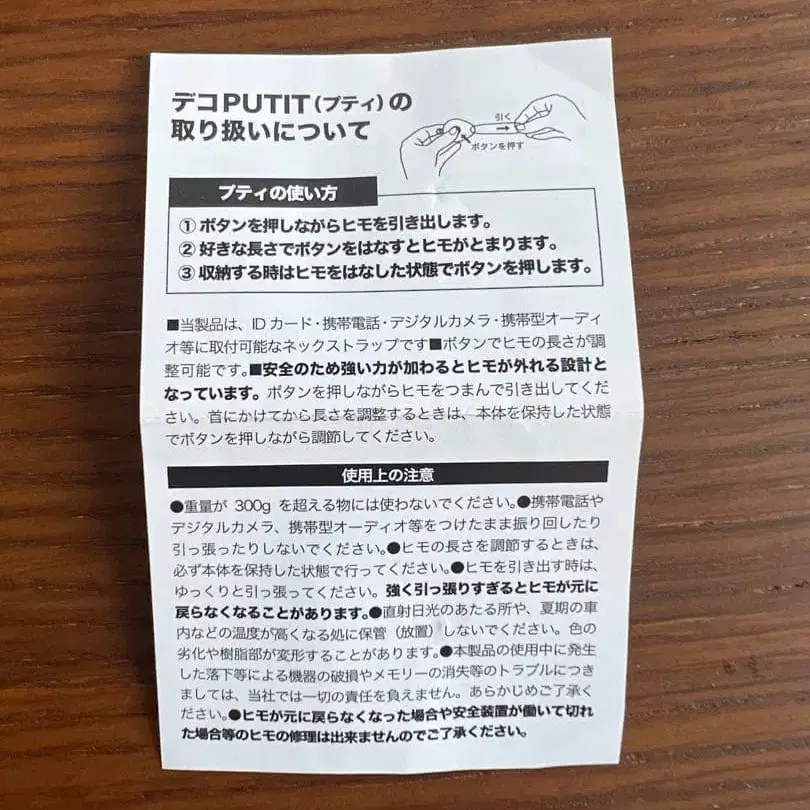 デコPUTIT(プティ)の
取り扱いについて
引く
ボタンを押す
プティの使い方
① ボタンを押しながらヒモを引き出します。
② 好きな長さでボタンをはなすとヒモがとまります。
③ 収納する時はヒモをはなした状態でボタンを押します。
■当製品は、IDカード・携帯電話・デジタルカメラ・携帯型オーディ
オ等に取付可能なネックストラップです■ボタンでヒモの長さが調
整可能です。■安全のため強い力が加わるとヒモが外れる設計と
なっています。ボタンを押しながらヒモをつまんで引き出してくだ
さい。首にかけてから長さを調整するときは、本体を保持した状態
でボタンを押しながら調節してください。
使用上の注意
●重量が 300g を超える物には使わないでください。●携帯電話や
デジタルカメラ、携帯型オーディオ等をつけたまま振り回したり
引っ張ったりしないでください。●ヒモの長さを調節するときは、
必ず本体を保持した状態で行ってください。●ヒモを引き出す時は、
ゆっくりと引っ張ってください。強く引っ張りすぎるとヒモが元に
戻らなくなることがあります。●直射日光のあたる所や、夏期の車
内などの温度が高くなる処に保管（放置）しないでください。色の
劣化や樹脂部が変形することがあります。●本製品の使用中に発生
した落下等による機器の破損やメモリーの消失等のトラブルにつき
ましては、当社では一切の責任を負えません。あらかじめご了承く
ださい。●ヒモが元に戻らなくなった場合や安全装置が働いて切れ
た場合等のヒモの修理は出来ませんのでご了承ください。